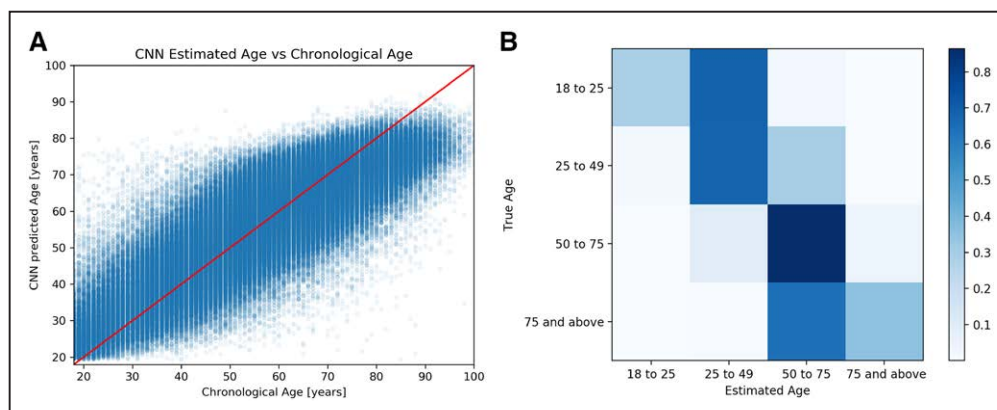 A
CNN Estimated Age vs Chronological Age
CNN predicted Age [years]
100
90
80
70
60
50
40
30
20
20 30 40 50 60 70 80 90 100
Chronological Age [years]
B
True Age
18 to 25
25 to 49
50 to 75
75 and above
18 to 25 25 to 49 50 to 75 75 and above
Estimated Age
0.8
0.7
0.6
0.5
0.4
0.3
0.2
0.1